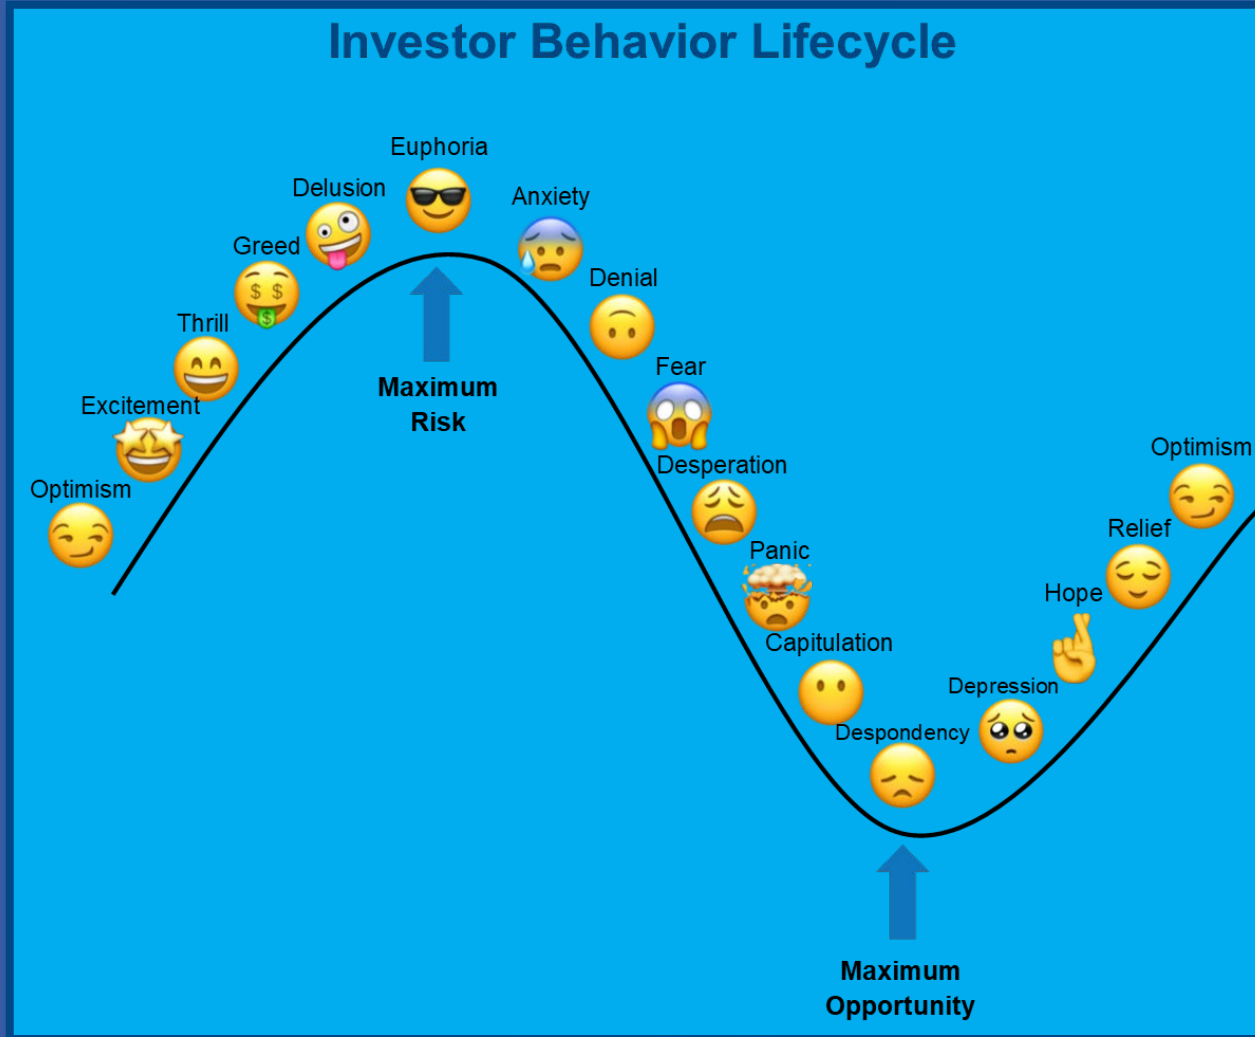 Investor Behavior Lifecycle
Optimism
Excitement
Thrill
Greed
Delusion
Euphoria
Maximum
Risk
Anxiety
Denial
Fear
Desperation
Panic
Capitulation
Despondency
Maximum
Opportunity
Depression
Hope
Relief
Optimism